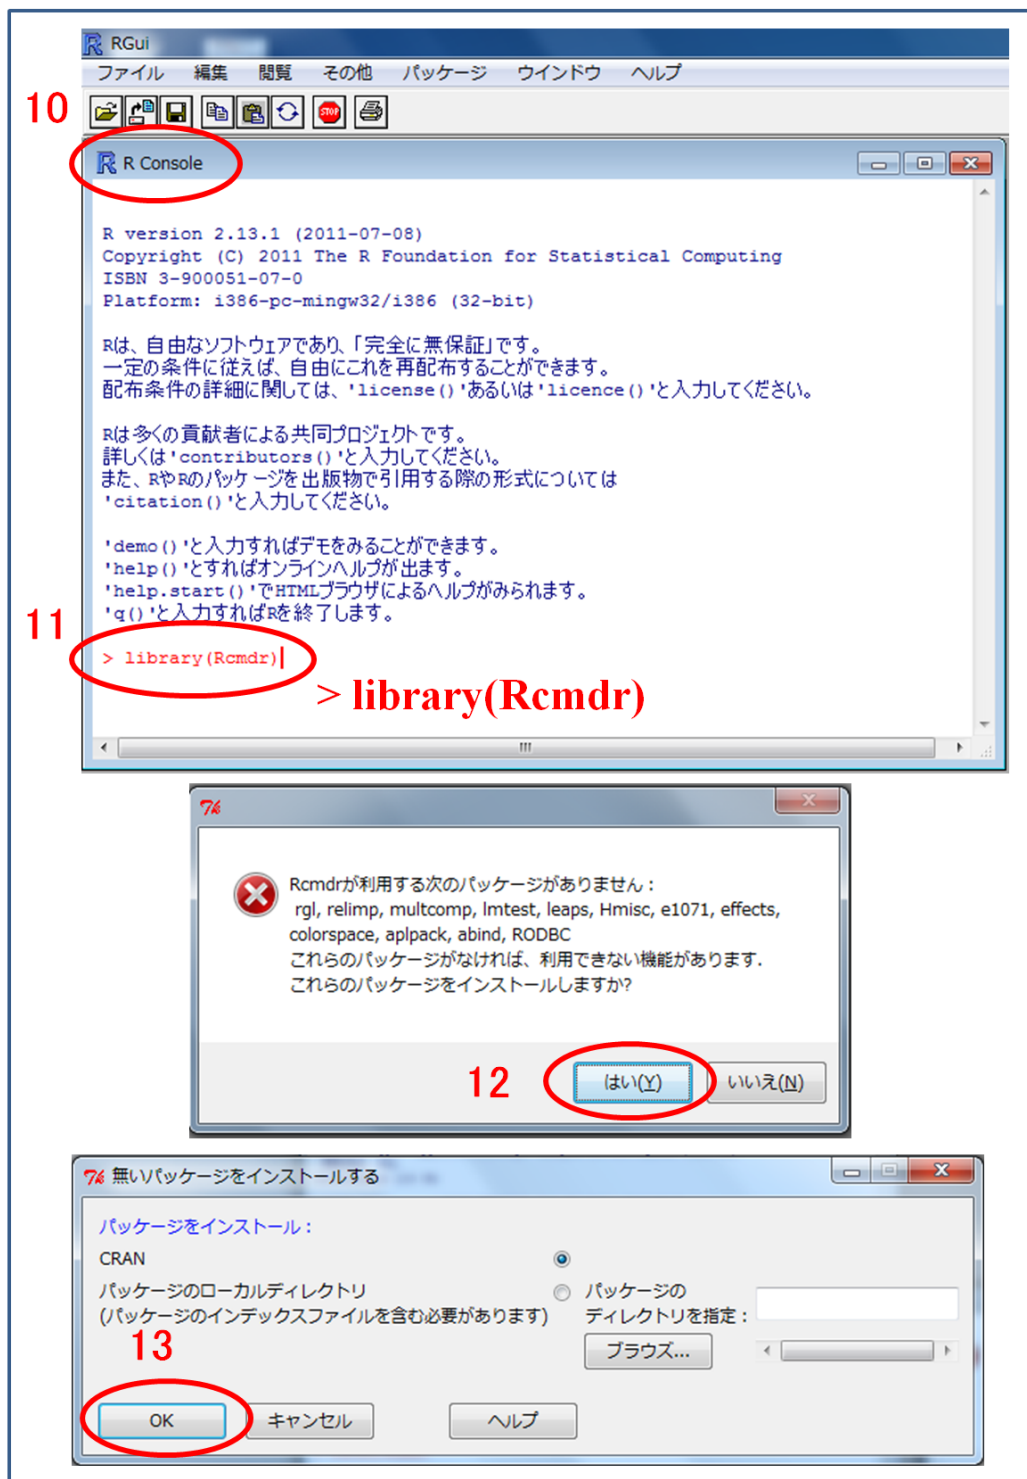 RGui
ファイル 編集 閲覧 その他 パッケージ ウインドウ ヘルプ
10
STOP
R Console
R version 2.13.1 (2011-07-08)
Copyright (C) 2011 The R Foundation for Statistical Computing
ISBN 3-900051-07-0
Platform: i386-pc-mingw32/i386 (32-bit)
Rは、自由なソフトウェアであり、「完全に無保証」です。
一定の条件に従えば、自由にこれを再配布することができます。
配布条件の詳細に関しては、'license()'あるいは'licence()'と入力してください。
Rは多くの貢献者による共同プロジェクトです。
詳しくは'contributors()'と入力してください。
また、RやRのパッケージを出版物で引用する際の形式については
'citation()'と入力してください。
'demo()'と入力すればデモをみることができます。
'help()'とすればオンラインヘルプが出ます。
'help.start()'でHTMLブラウザによるヘルプがみられます。
'q()'と入力すればRを終了します。
11
> library(Rcmdr)
> library(Rcmdr)
Rcmdrが利用する次のパッケージがありません：
rgl, relimp, multcomp, lmtest, leaps, Hmisc, e1071, effects,
colorspace, aplpack, abind, RODBC
これらのパッケージがなければ、利用できない機能があります.
これらのパッケージをインストールしますか?
12
はい(Y) いいえ(N)
無いパッケージをインストールする
パッケージをインストール：
CRAN
パッケージのローカルディレクトリ
(パッケージのインデックスファイルを含む必要があります)
パッケージの
ディレクトリを指定：
ブラウズ...
13
OK キャンセル ヘルプ